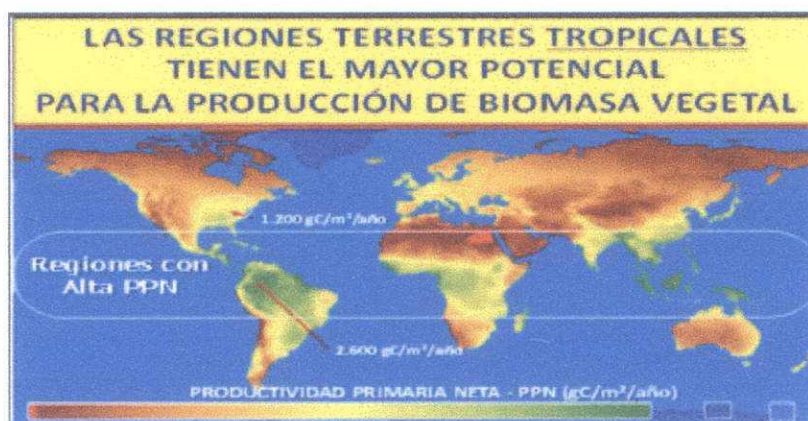 LAS REGIONES TERRESTRES TROPICALES
TIENEN EL MAYOR POTENCIAL
PARA LA PRODUCCIÓN DE BIOMASA VEGETAL
1.200 gC/m²/año
Regiones con
Alta PPN
2.600 gC/m²/año
PRODUCTIVIDAD PRIMARIA NETA - PPN (gC/m²/año)